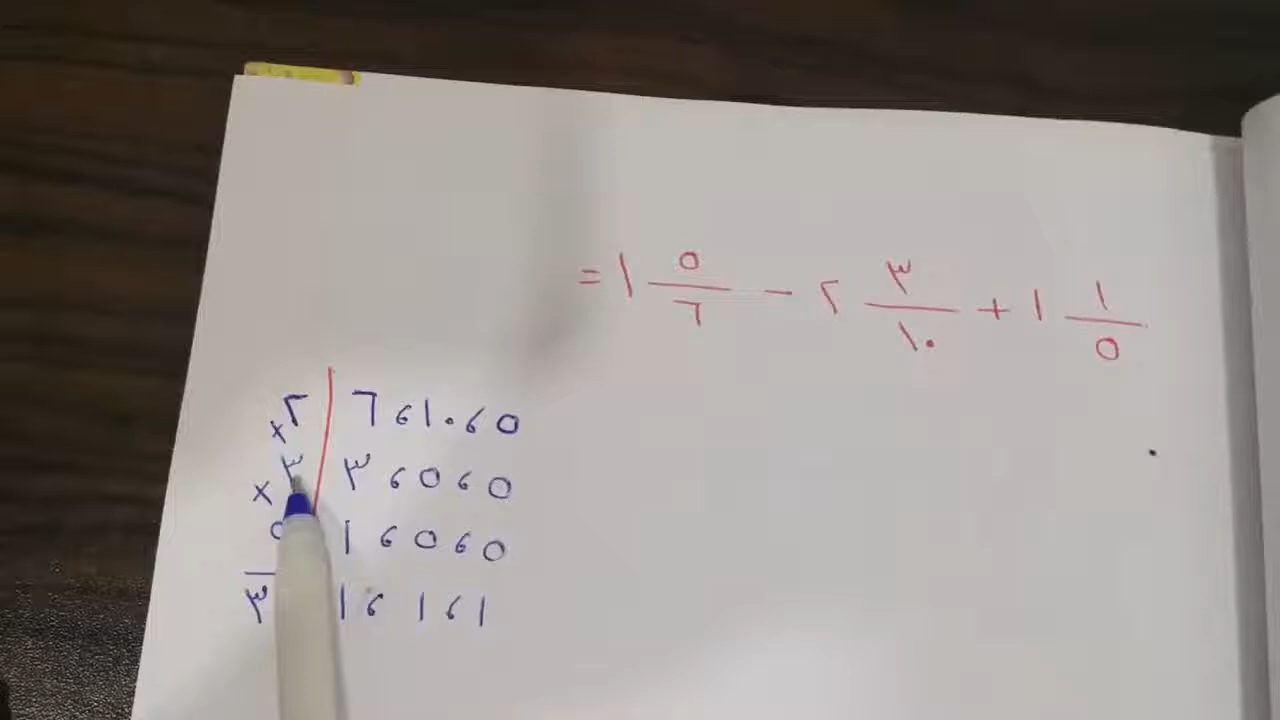 ١ ١/٥ + ٢ ٣/١٠ - ١ ٥/٦ =
٥ ، ١٠ ، ٦ | ٢ ×
٥ ، ٥ ، ٣ | ٣ ×
٥ ، ٥ ، ١ | ٥
١ ، ١ ، ١ | ٣